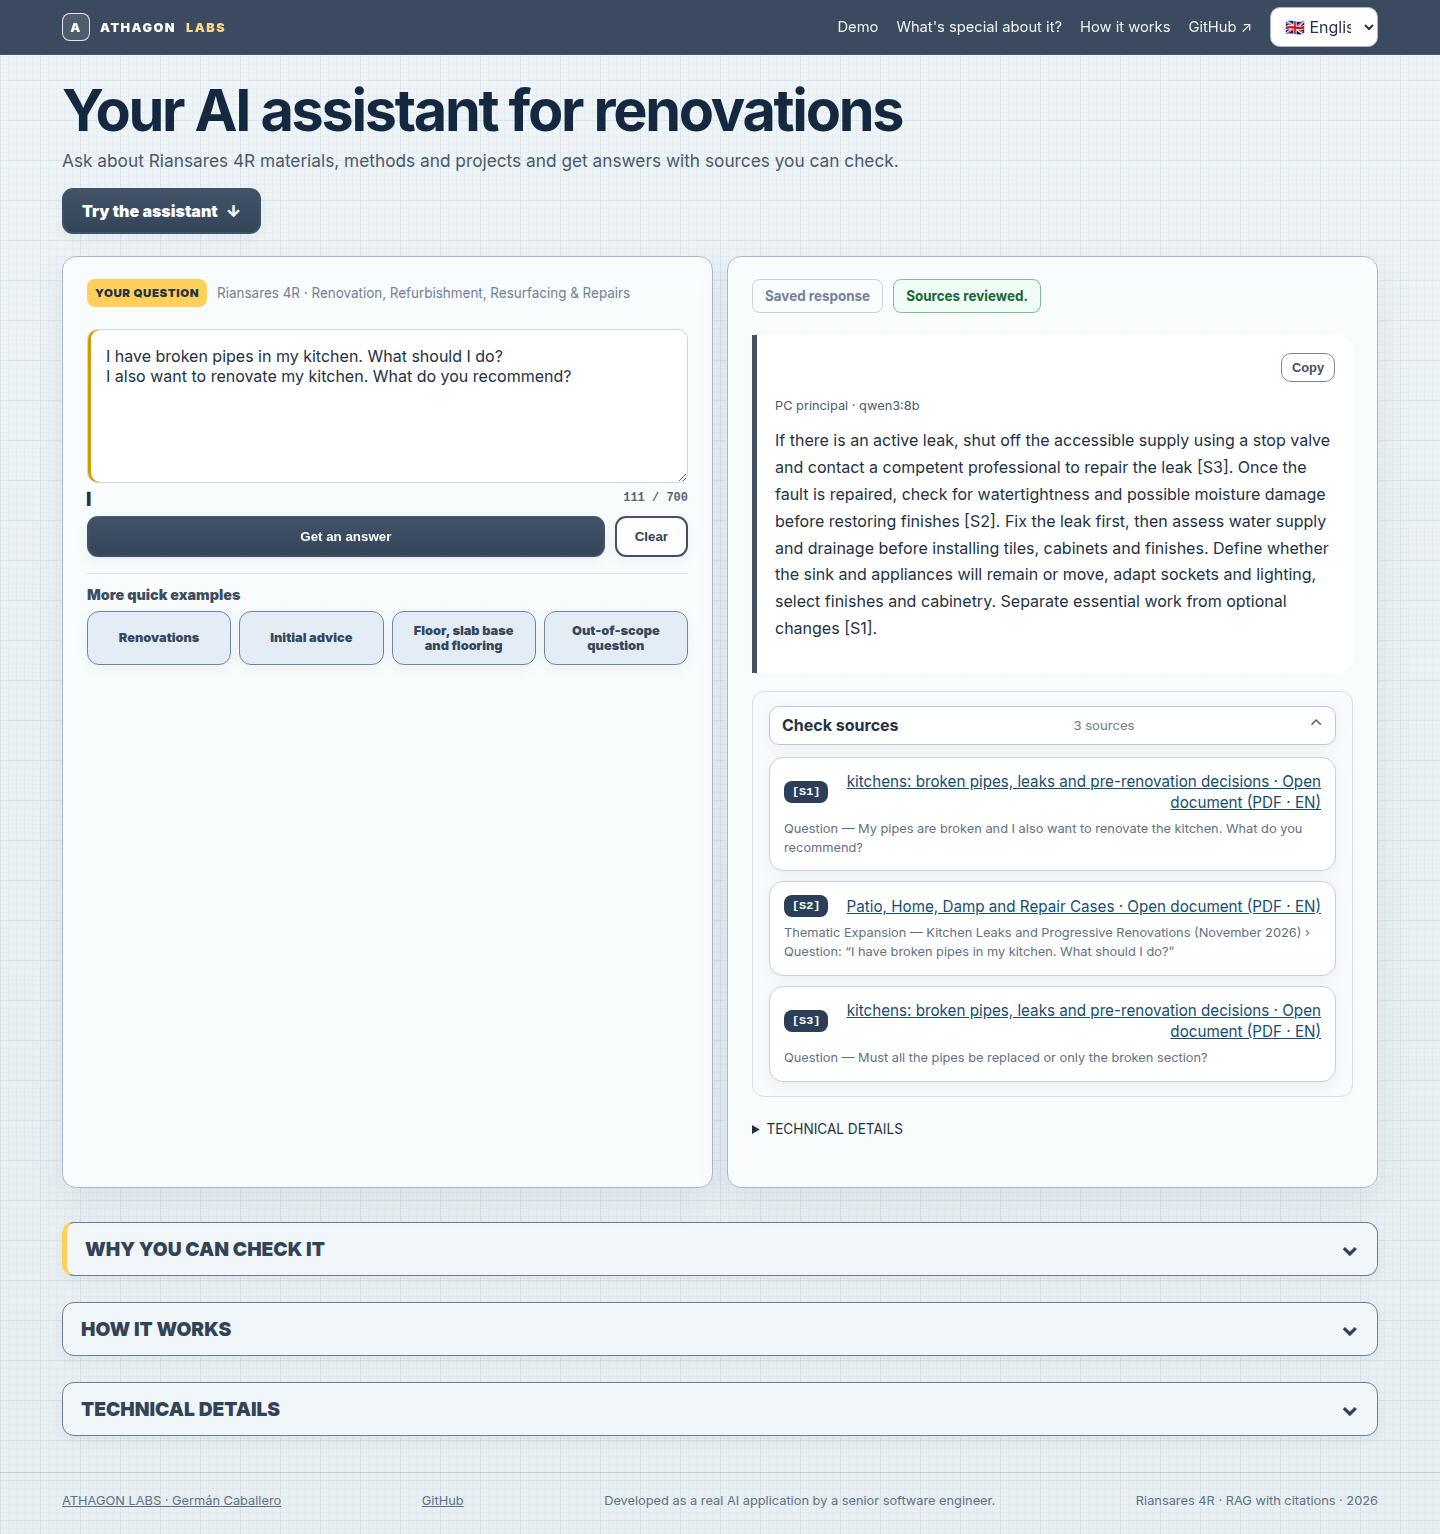 A ATHAGON LABS
Demo What's special about it? How it works GitHub ↗ 🇬🇧 Englis
Your AI assistant for renovations
Ask about Riansares 4R materials, methods and projects and get answers with sources you can check.
Try the assistant ↓
YOUR QUESTION Riansares 4R · Renovation, Refurbishment, Resurfacing & Repairs
I have broken pipes in my kitchen. What should I do?
I also want to renovate my kitchen. What do you recommend?
111 / 700
Get an answer Clear
More quick examples
Renovations
Initial advice
Floor, slab base
and flooring
Out-of-scope
question
Saved response Sources reviewed.
Copy
PC principal · qwen3:8b
If there is an active leak, shut off the accessible supply using a stop valve
and contact a competent professional to repair the leak [S3]. Once the
fault is repaired, check for watertightness and possible moisture damage
before restoring finishes [S2]. Fix the leak first, then assess water supply
and drainage before installing tiles, cabinets and finishes. Define whether
the sink and appliances will remain or move, adapt sockets and lighting,
select finishes and cabinetry. Separate essential work from optional
changes [S1].
Check sources 3 sources
[S1] kitchens: broken pipes, leaks and pre-renovation decisions · Open
document (PDF · EN)
Question — My pipes are broken and I also want to renovate the kitchen. What do you
recommend?
[S2] Patio, Home, Damp and Repair Cases · Open document (PDF · EN)
Thematic Expansion — Kitchen Leaks and Progressive Renovations (November 2026) ›
Question: “I have broken pipes in my kitchen. What should I do?”
[S3] kitchens: broken pipes, leaks and pre-renovation decisions · Open
document (PDF · EN)
Question — Must all the pipes be replaced or only the broken section?
▶ TECHNICAL DETAILS
WHY YOU CAN CHECK IT
HOW IT WORKS
TECHNICAL DETAILS
ATHAGON LABS · Germán Caballero GitHub Developed as a real AI application by a senior software engineer. Riansares 4R · RAG with citations · 2026